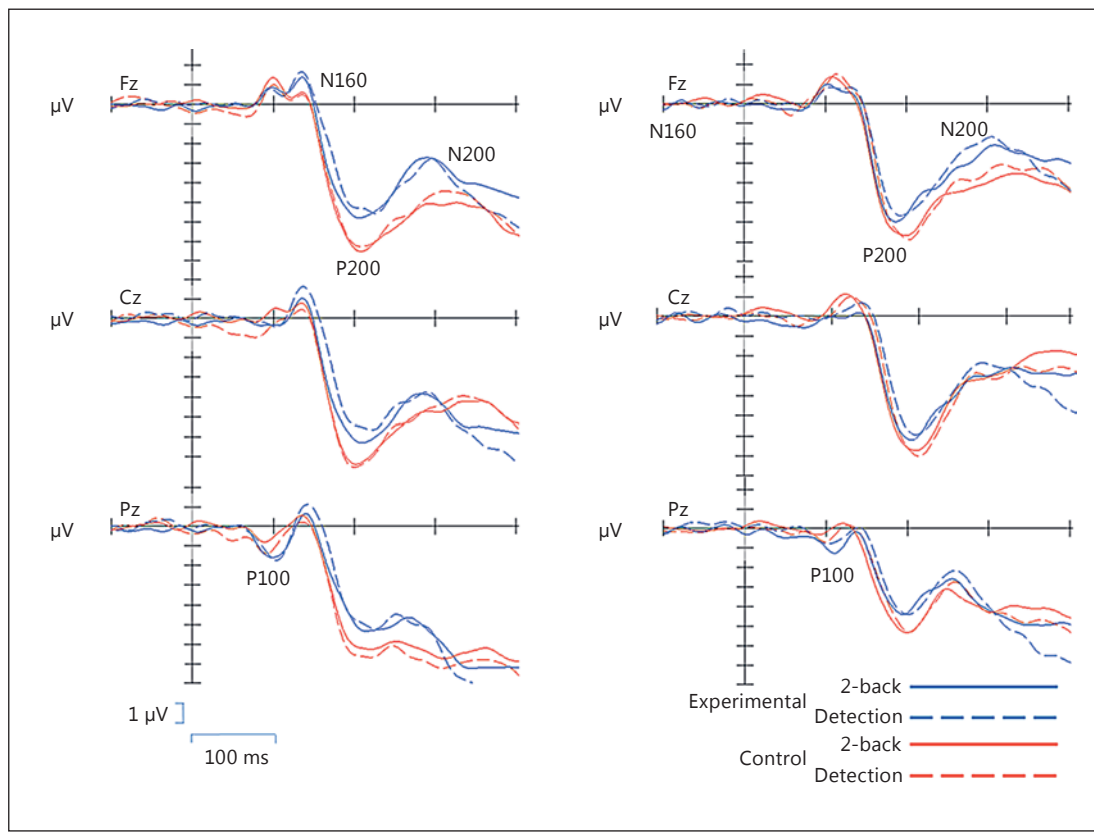 Fz
µV
N160
N200
P200
Cz
µV
Pz
µV
P100
1 µV
100 ms
Fz
µV
N160
N200
P200
Cz
µV
Pz
µV
P100
Experimental
2-back
Detection
Control
2-back
Detection